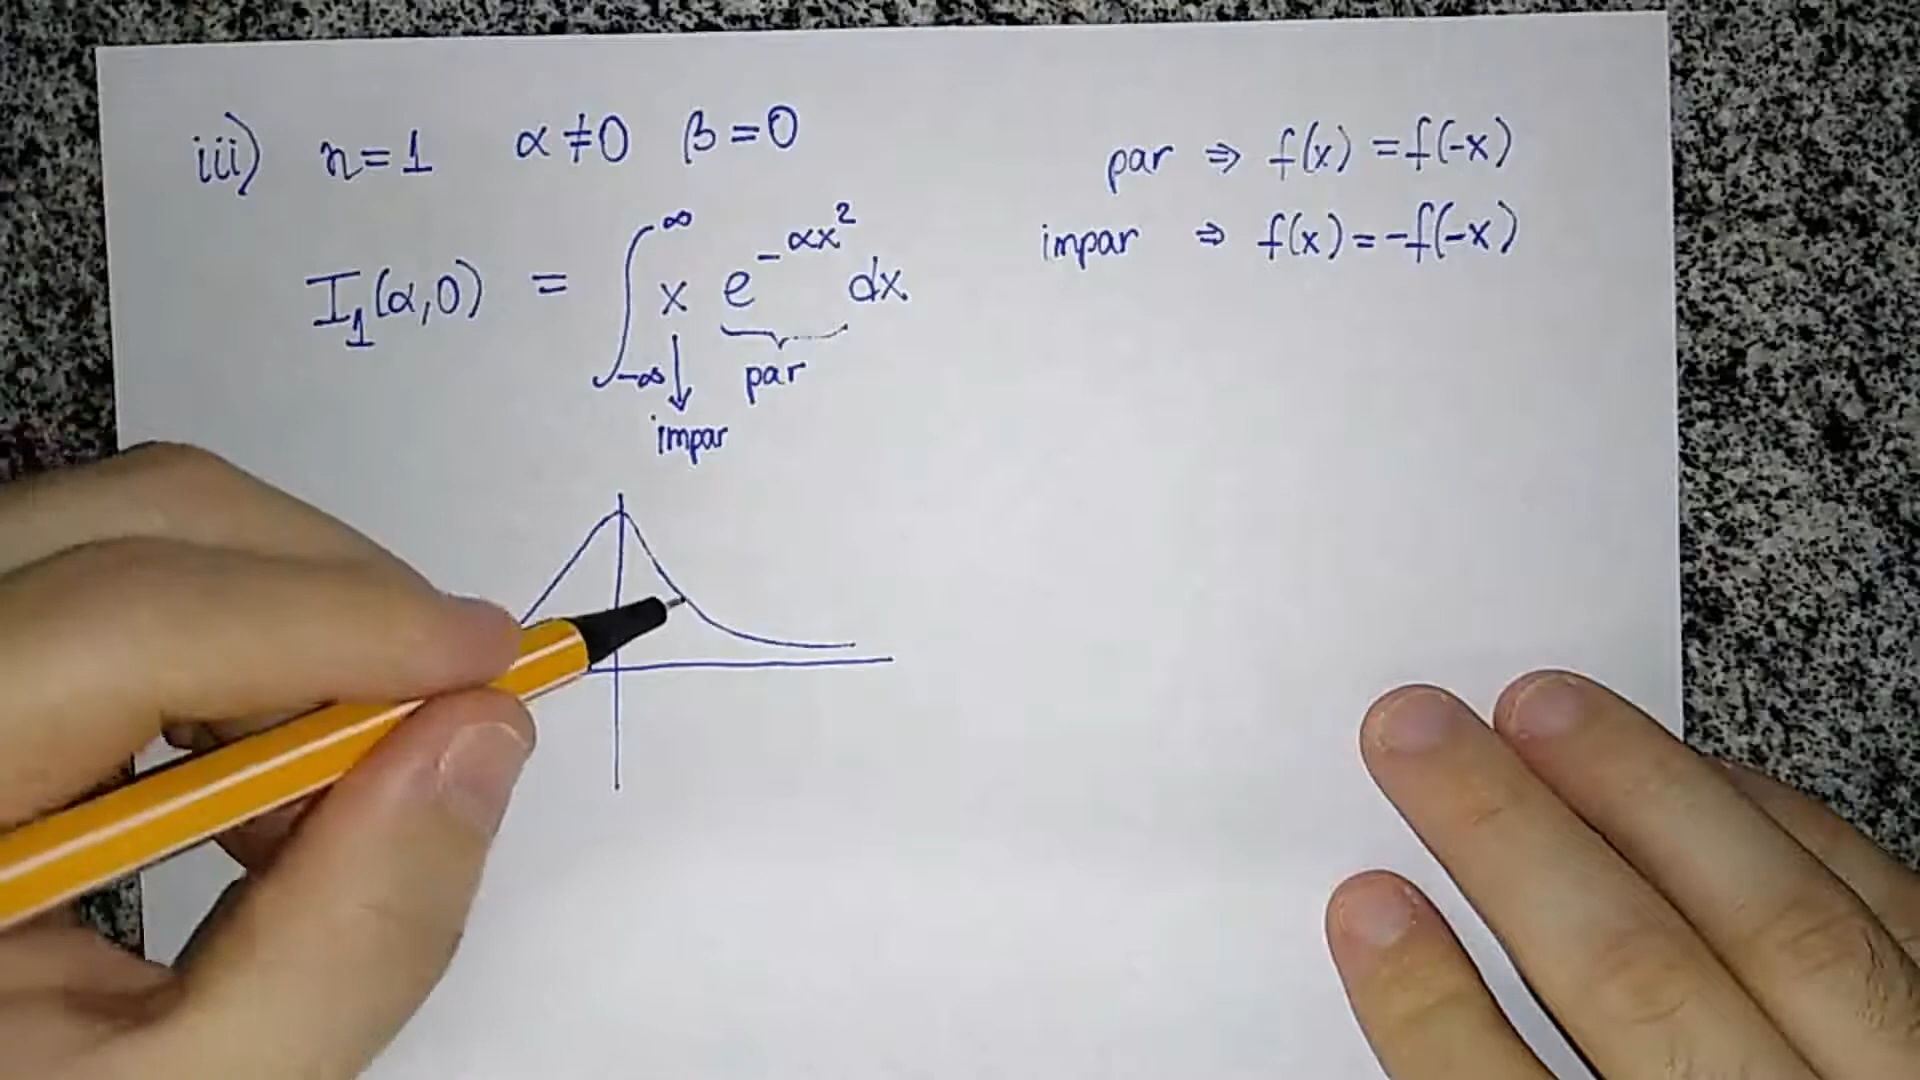 iii) n=1 α≠0 β=0
par ⇒ f(x) = f(-x)
impar ⇒ f(x) = -f(-x)
I₁(α,0) = ∫_{-∞}^{∞} x e^{-αx²} dx
par
impar